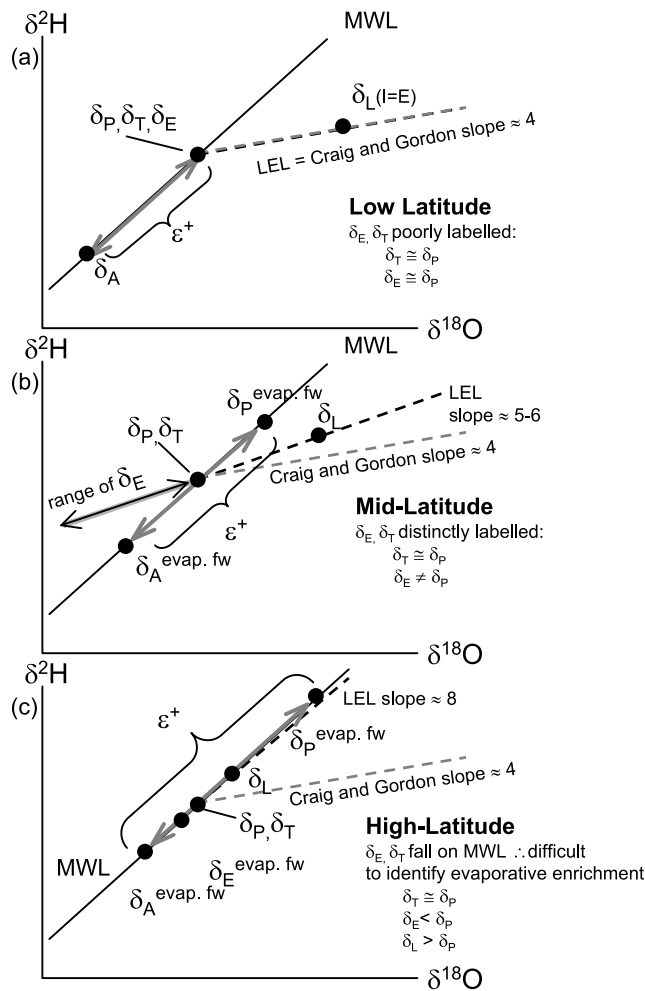 δ²H
MWL
(a)
δP,δT,δE
δL(I=E)
LEL = Craig and Gordon slope ≈ 4
ε⁺
δA
Low Latitude
δE, δT poorly labelled:
δT ≅ δP
δE ≅ δP
δ¹⁸O
δ²H
MWL
(b)
δP evap. fw
LEL
slope ≈ 5-6
δP,δT
δL
Craig and Gordon slope ≈ 4
range of δE
ε⁺
δA evap. fw
Mid-Latitude
δE, δT distinctly labelled:
δT ≅ δP
δE ≠ δP
δ¹⁸O
δ²H
(c)
LEL slope ≈ 8
ε⁺
δP evap. fw
δL
Craig and Gordon slope ≈ 4
δP,δT
MWL
δE evap. fw
δA evap. fw
High-Latitude
δE, δT fall on MWL ∴ difficult
to identify evaporative enrichment
δT ≅ δP
δE < δP
δL > δP
δ¹⁸O